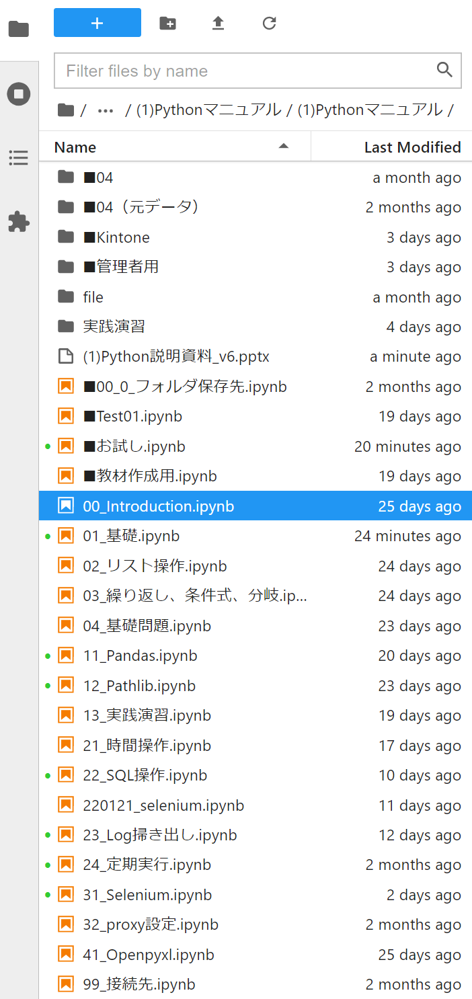 Filter files by name
/ ··· / (1)Pythonマニュアル / (1)Pythonマニュアル /
Name Last Modified
■04 a month ago
■04（元データ） 2 months ago
■Kintone 3 days ago
■管理者用 3 days ago
file a month ago
実践演習 4 days ago
(1)Python説明資料_v6.pptx a minute ago
■00_0_フォルダ保存先.ipynb 2 months ago
■Test01.ipynb 19 days ago
■お試し.ipynb 20 minutes ago
■教材作成用.ipynb 19 days ago
00_Introduction.ipynb 25 days ago
01_基礎.ipynb 24 minutes ago
02_リスト操作.ipynb 24 days ago
03_繰り返し、条件式、分岐.ip... 24 days ago
04_基礎問題.ipynb 23 days ago
11_Pandas.ipynb 20 days ago
12_Pathlib.ipynb 23 days ago
13_実践演習.ipynb 19 days ago
21_時間操作.ipynb 17 days ago
22_SQL操作.ipynb 10 days ago
220121_selenium.ipynb 11 days ago
23_Log掃き出し.ipynb 12 days ago
24_定期実行.ipynb 2 months ago
31_Selenium.ipynb 2 days ago
32_proxy設定.ipynb 2 months ago
41_Openpyxl.ipynb 25 days ago
99_接続先.ipynb 2 months ago